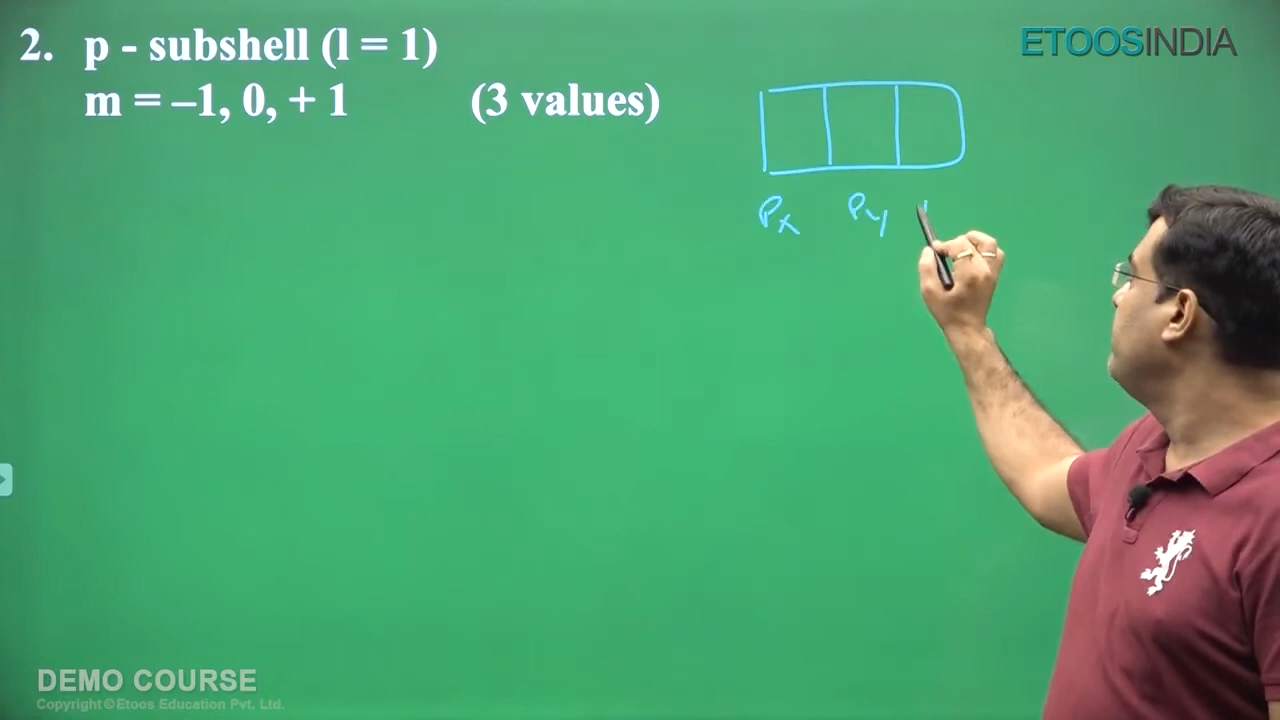 2. p - subshell (l = 1)
m = –1, 0, + 1 (3 values)
ETOOSINDIA
Px Py
DEMO COURSE
Copyright © Etoos Education Pvt. Ltd.